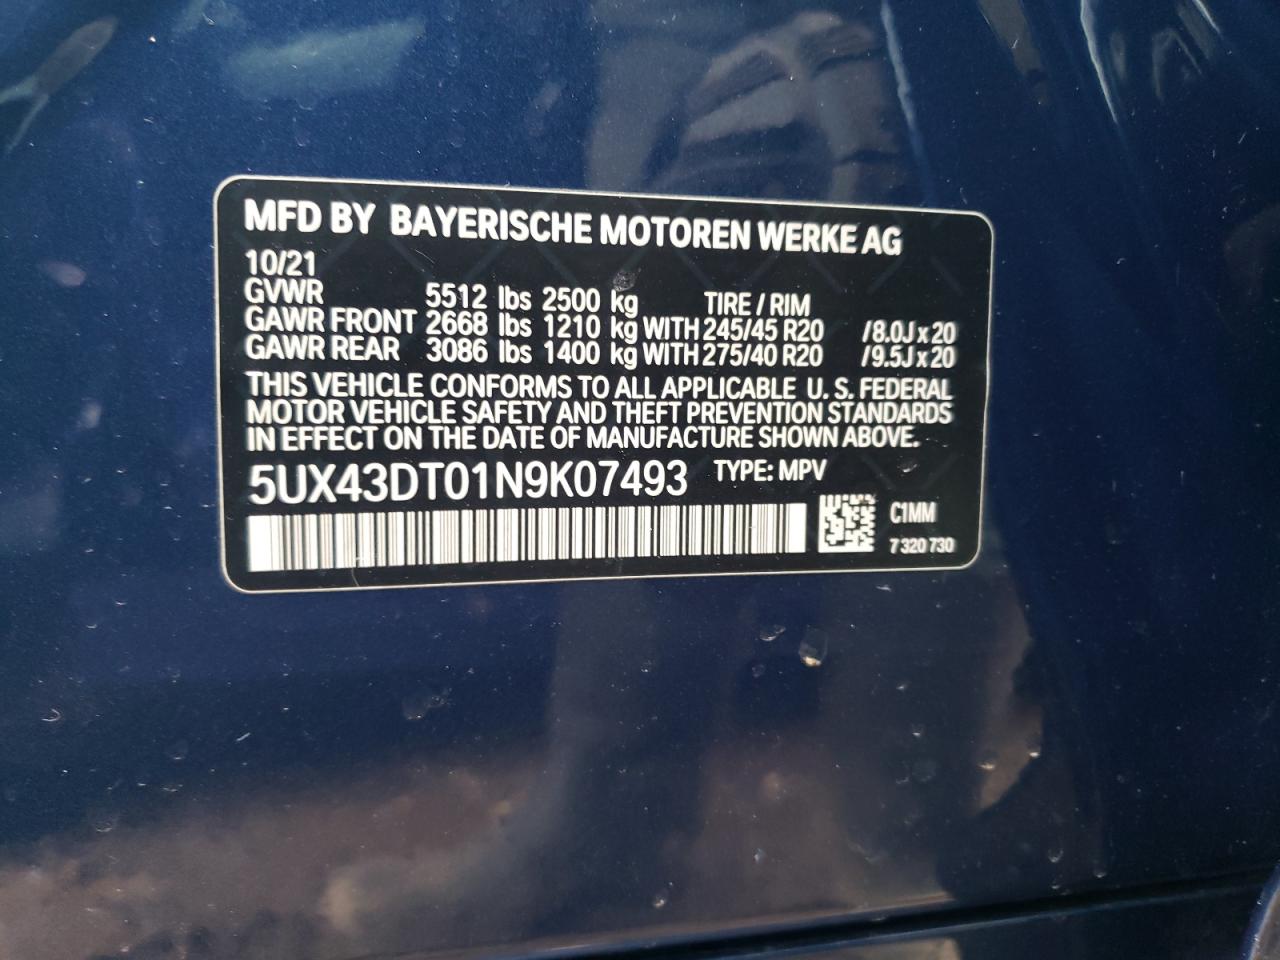 MFD BY BAYERISCHE MOTOREN WERKE AG
10/21
GVWR 5512 lbs 2500 kg TIRE / RIM
GAWR FRONT 2668 lbs 1210 kg WITH 245/45 R20 /8.0J x 20
GAWR REAR 3086 lbs 1400 kg WITH 275/40 R20 /9.5J x 20
THIS VEHICLE CONFORMS TO ALL APPLICABLE U. S. FEDERAL
MOTOR VEHICLE SAFETY AND THEFT PREVENTION STANDARDS
IN EFFECT ON THE DATE OF MANUFACTURE SHOWN ABOVE.
5UX43DT01N9K07493 TYPE: MPV
C1MM
7 320 730